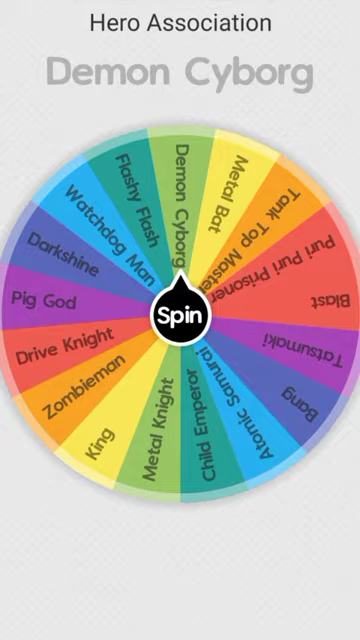 Hero Association
Demon Cyborg
Demon Cyborg
Metal Bat
Tank Top Master
Puri Puri Prisoner
Blast
Tatsumaki
Bang
Atomic Samurai
Child Emperor
Metal Knight
King
Zombieman
Drive Knight
Pig God
Darkshine
Watchdog Man
Flashy Flash
Spin